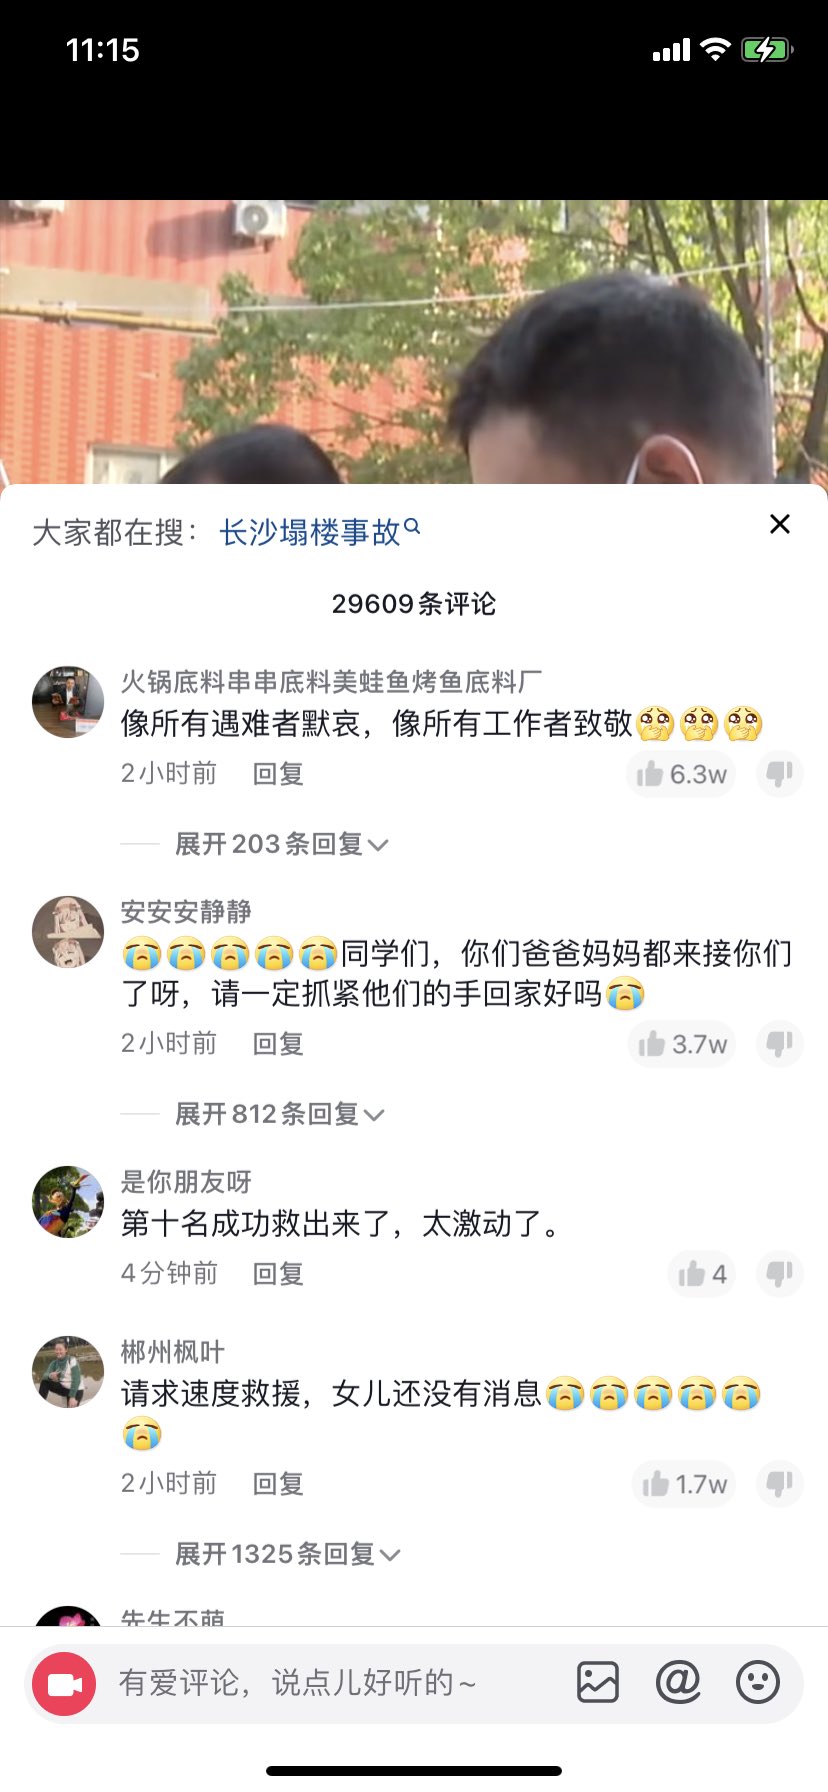 11:15
大家都在搜：长沙塌楼事故
29609条评论
火锅底料串串底料美蛙鱼烤鱼底料厂
像所有遇难者默哀，像所有工作者致敬🥺🥺🥺
2小时前 回复 6.3w
展开203条回复
安安安静静
😭😭😭😭😭同学们，你们爸爸妈妈都来接你们
了呀，请一定抓紧他们的手回家好吗😭
2小时前 回复 3.7w
展开812条回复
是你朋友呀
第十名成功救出来了，太激动了。
4分钟前 回复 4
郴州枫叶
请求速度救援，女儿还没有消息😭😭😭😭😭
😭
2小时前 回复 1.7w
展开1325条回复
先生不萌
有爱评论，说点儿好听的~